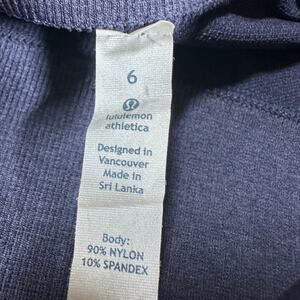 6
lululemon
athletica
Designed in
Vancouver
Made in
Sri Lanka
Body:
90% NYLON
10% SPANDEX